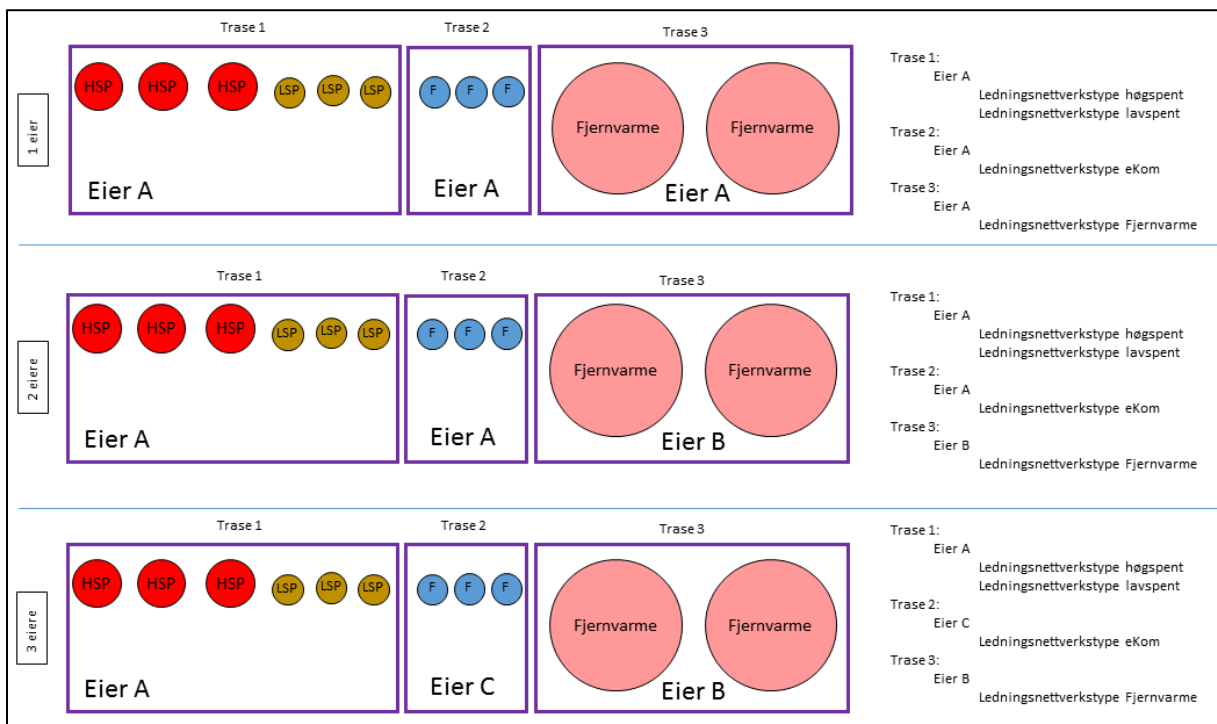 Trase 1
Trase 2
Trase 3
1 eier
HSP HSP HSP LSP LSP LSP
F F F
Fjernvarme Fjernvarme
Eier A
Eier A
Eier A
Trase 1:
Eier A
Ledningsnettverkstype høgspent
Ledningsnettverkstype lavspent
Trase 2:
Eier A
Ledningsnettverkstype eKom
Trase 3:
Eier A
Ledningsnettverkstype Fjernvarme
Trase 1
Trase 2
Trase 3
2 eiere
HSP HSP HSP LSP LSP LSP
F F F
Fjernvarme Fjernvarme
Eier A
Eier A
Eier B
Trase 1:
Eier A
Ledningsnettverkstype høgspent
Ledningsnettverkstype lavspent
Trase 2:
Eier A
Ledningsnettverkstype eKom
Trase 3:
Eier B
Ledningsnettverkstype Fjernvarme
Trase 1
Trase 2
Trase 3
3 eiere
HSP HSP HSP LSP LSP LSP
F F F
Fjernvarme Fjernvarme
Eier A
Eier C
Eier B
Trase 1:
Eier A
Ledningsnettverkstype høgspent
Ledningsnettverkstype lavspent
Trase 2:
Eier C
Ledningsnettverkstype eKom
Trase 3:
Eier B
Ledningsnettverkstype Fjernvarme